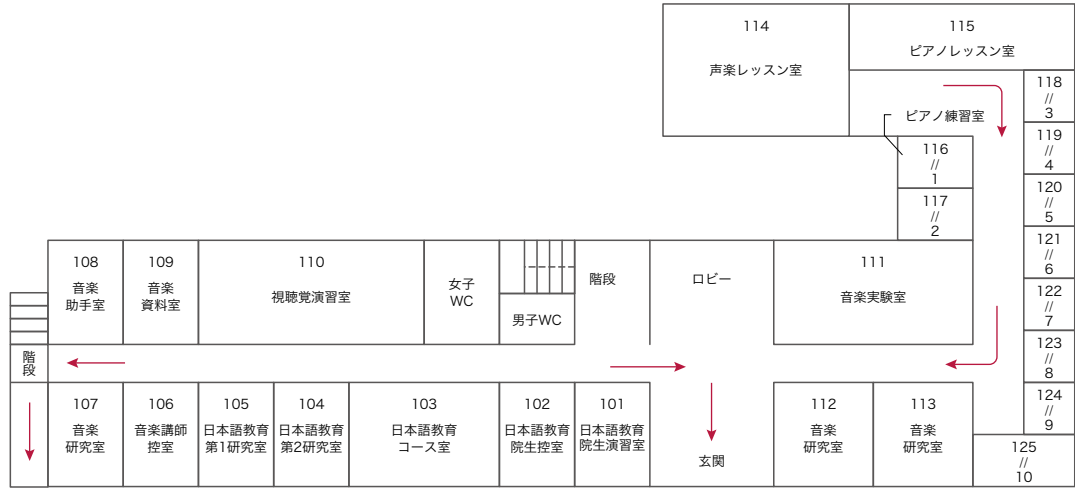 114
声楽レッスン室
115
ピアノレッスン室
ピアノ練習室
116
//
1
117
//
2
118
//
3
119
//
4
120
//
5
121
//
6
122
//
7
123
//
8
124
//
9
125
//
10
108
音楽
助手室
109
音楽
資料室
110
視聴覚演習室
女子
WC
男子WC
階段
ロビー
111
音楽実験室
階段
107
音楽
研究室
106
音楽講師
控室
105
日本語教育
第1研究室
104
日本語教育
第2研究室
103
日本語教育
コース室
102
日本語教育
院生控室
101
日本語教育
院生演習室
玄関
112
音楽
研究室
113
音楽
研究室